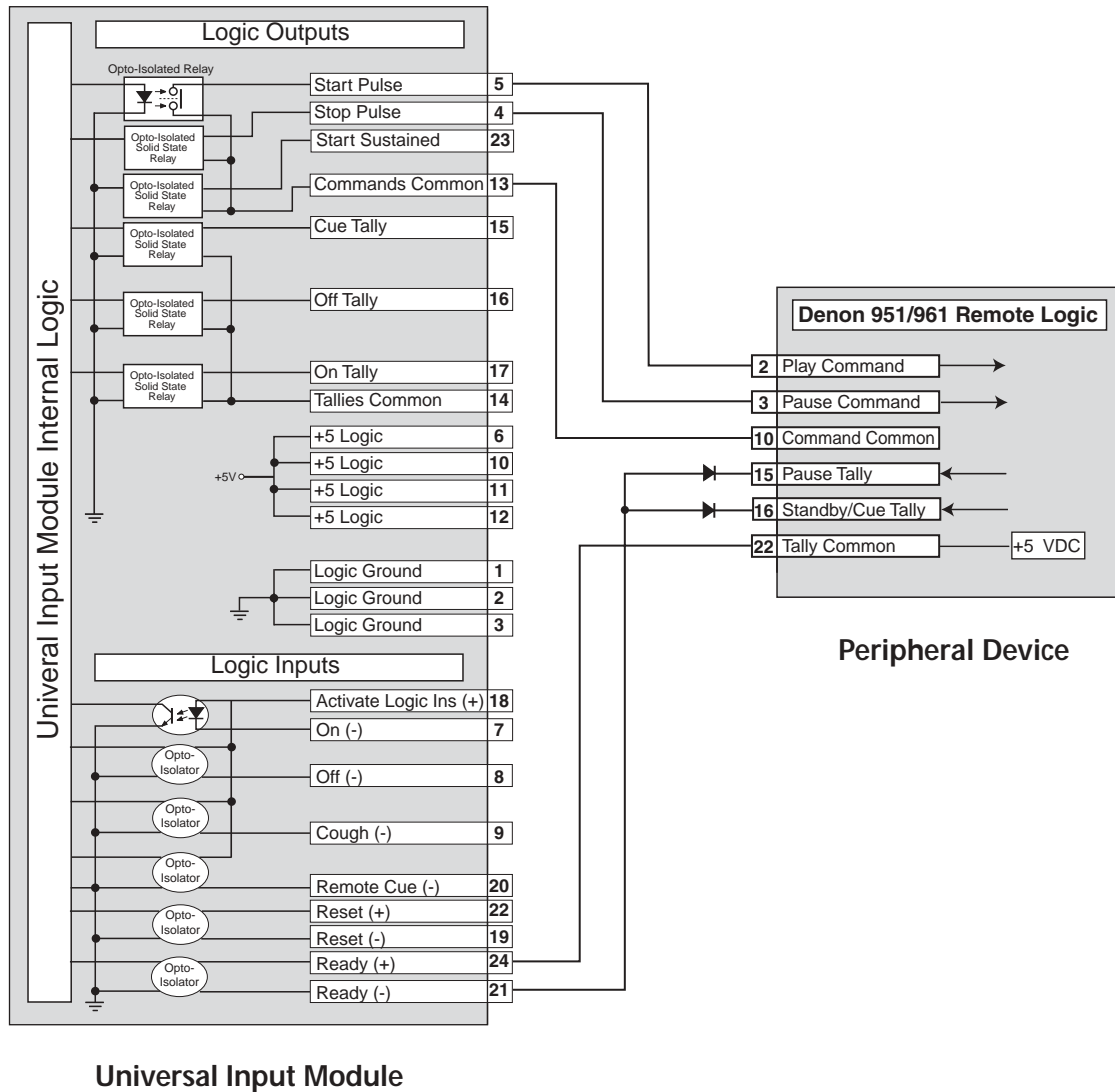 Logic Outputs
Opto-Isolated Relay
Start Pulse 5
Stop Pulse 4
Opto-Isolated
Solid State
Relay
Start Sustained 23
Opto-Isolated
Solid State
Relay
Commands Common 13
Cue Tally 15
Opto-Isolated
Solid State
Relay
Off Tally 16
Opto-Isolated
Solid State
Relay
On Tally 17
Opto-Isolated
Solid State
Relay
Tallies Common 14
+5 Logic 6
+5 Logic 10
+5V
+5 Logic 11
+5 Logic 12
Logic Ground 1
Logic Ground 2
Logic Ground 3
Logic Inputs
Activate Logic Ins (+) 18
On (-) 7
Opto-
Isolator
Off (-) 8
Opto-
Isolator
Cough (-) 9
Opto-
Isolator
Remote Cue (-) 20
Reset (+) 22
Opto-
Isolator
Reset (-) 19
Ready (+) 24
Opto-
Isolator
Ready (-) 21
Univeral Input Module Internal Logic
Universal Input Module
Denon 951/961 Remote Logic
2 Play Command
3 Pause Command
10 Command Common
15 Pause Tally
16 Standby/Cue Tally
22 Tally Common +5 VDC
Peripheral Device